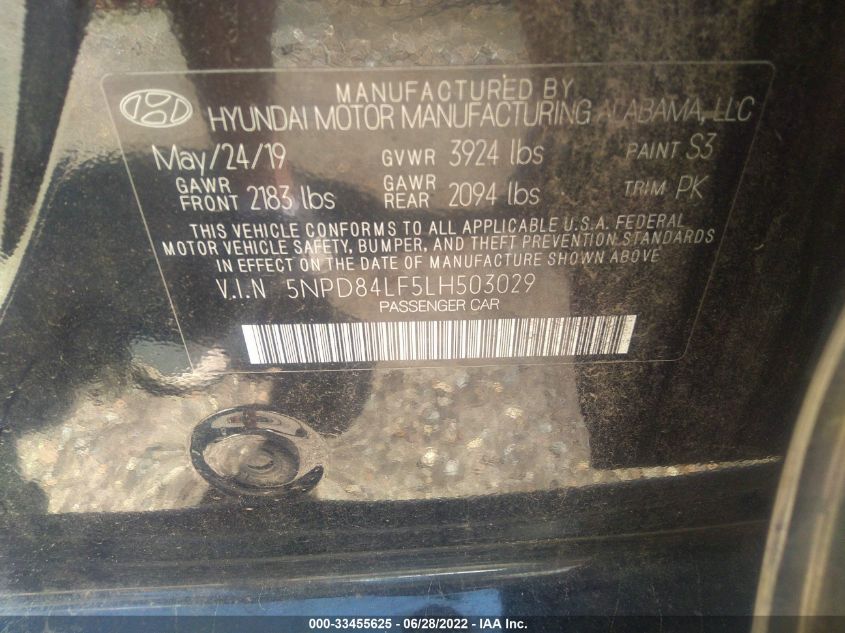 MANUFACTURED BY
HYUNDAI MOTOR MANUFACTURING ALABAMA, LLC
May/24/19 GVWR 3924 lbs PAINT S3
GAWR FRONT 2183 lbs GAWR REAR 2094 lbs TRIM PK
THIS VEHICLE CONFORMS TO ALL APPLICABLE U.S.A. FEDERAL
MOTOR VEHICLE SAFETY, BUMPER, AND THEFT PREVENTION STANDARDS
IN EFFECT ON THE DATE OF MANUFACTURE SHOWN ABOVE
V.I.N 5NPD84LF5LH503029
PASSENGER CAR
000-33455625 - 06/28/2022 - IAA Inc.